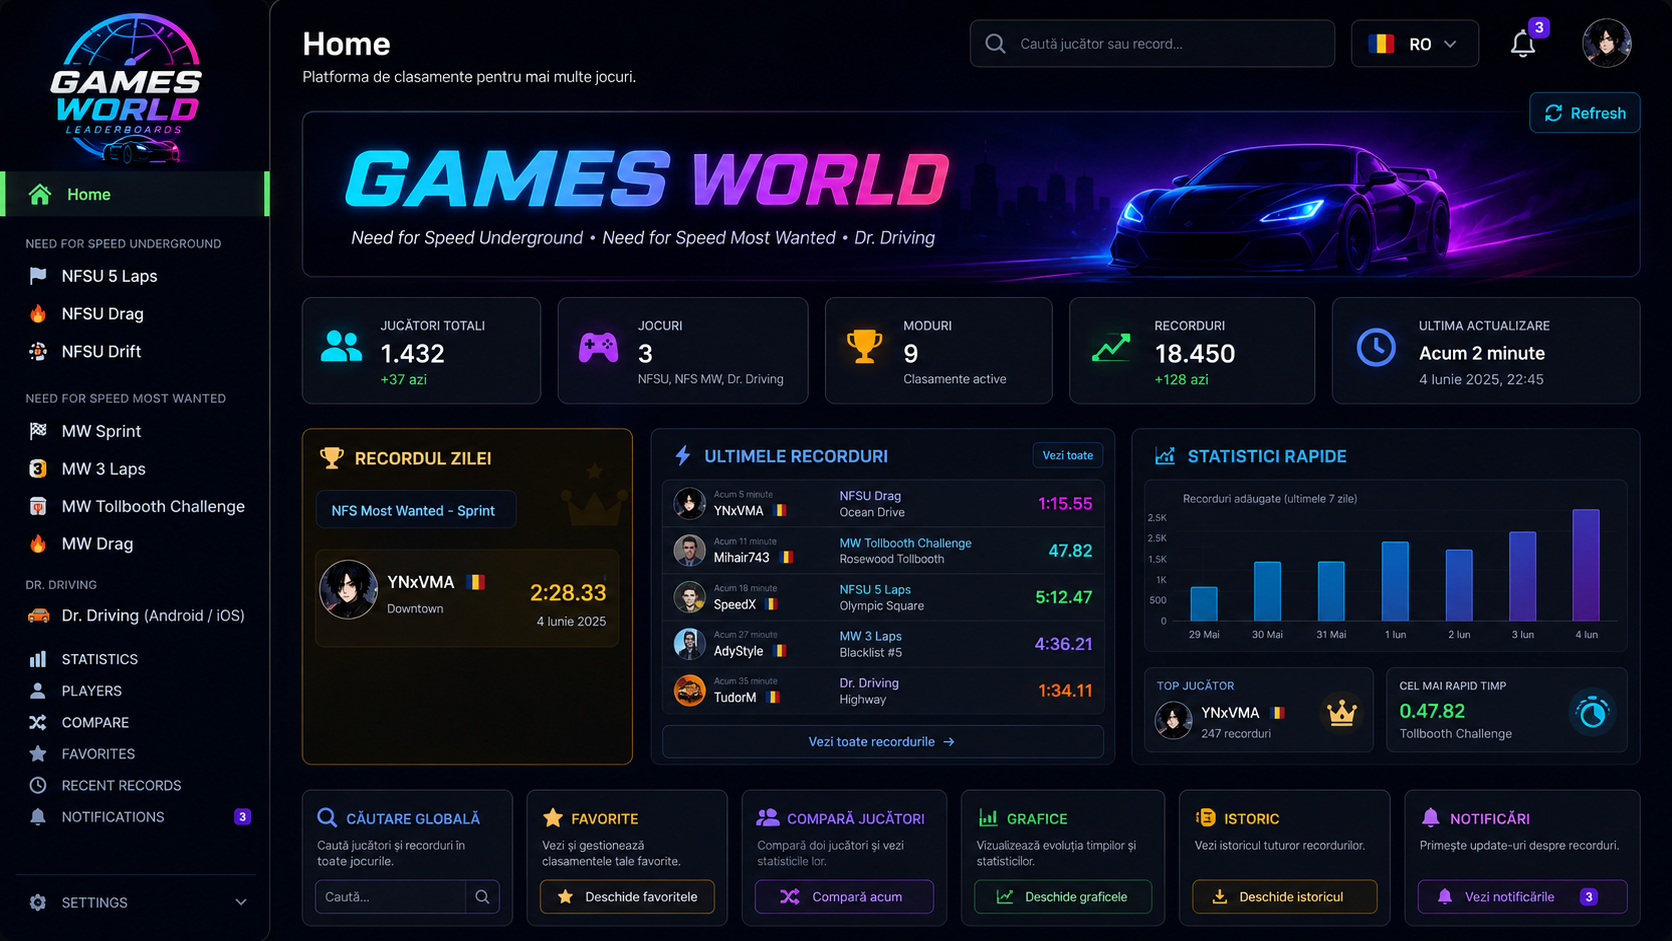 GAMES
WORLD
LEADERBOARDS
Home
NEED FOR SPEED UNDERGROUND
NFSU 5 Laps
NFSU Drag
NFSU Drift
NEED FOR SPEED MOST WANTED
MW Sprint
3
MW 3 Laps
MW Tollbooth Challenge
MW Drag
DR. DRIVING
Dr. Driving (Android / iOS)
STATISTICS
PLAYERS
COMPARE
FAVORITES
RECENT RECORDS
NOTIFICATIONS
3
SETTINGS
Home
Platforma de clasamente pentru mai multe jocuri.
Caută jucător sau record...
RO
3
Refresh
GAMES WORLD
Need for Speed Underground • Need for Speed Most Wanted • Dr. Driving
JUCĂTORI TOTALI
1.432
+37 azi
JOCURI
3
NFSU, NFS MW, Dr. Driving
MODURI
9
Clasamente active
RECORDURI
18.450
+128 azi
ULTIMA ACTUALIZARE
Acum 2 minute
4 Iunie 2025, 22:45
RECORDUL ZILEI
NFS Most Wanted - Sprint
YNxVMA
Downtown
2:28.33
4 Iunie 2025
ULTIMELE RECORDURI
Vezi toate
Acum 5 minute
YNxVMA
NFSU Drag
Ocean Drive
1:15.55
Acum 11 minute
Mihair743
MW Tollbooth Challenge
Rosewood Tollbooth
47.82
Acum 18 minute
SpeedX
NFSU 5 Laps
Olympic Square
5:12.47
Acum 27 minute
AdyStyle
MW 3 Laps
Blacklist #5
4:36.21
Acum 35 minute
TudorM
Dr. Driving
Highway
1:34.11
Vezi toate recordurile →
STATISTICI RAPIDE
Recorduri adăugate (ultimele 7 zile)
2.5K
2.5K
1.5K
1K
500
0
29 Mai
30 Mai
31 Mai
1 Iun
2 Iun
3 Iun
4 Iun
TOP JUCĂTOR
YNxVMA
247 recorduri
CEL MAI RAPID TIMP
0.47.82
Tollbooth Challenge
CĂUTARE GLOBALĂ
Caută jucători și recorduri în
toate jocurile.
Caută...
FAVORITE
Vezi și gestionează
clasamentele tale favorite.
Deschide favoritele
COMPARĂ JUCĂTORI
Compară doi jucători și vezi
statisticile lor.
Compară acum
GRAFICE
Vizualizează evoluția timpilor și
statisticilor.
Deschide graficele
ISTORIC
Vezi istoricul tuturor recordurilor.
Deschide istoricul
NOTIFICĂRI
Primește update-uri despre recorduri.
Vezi notificările
3